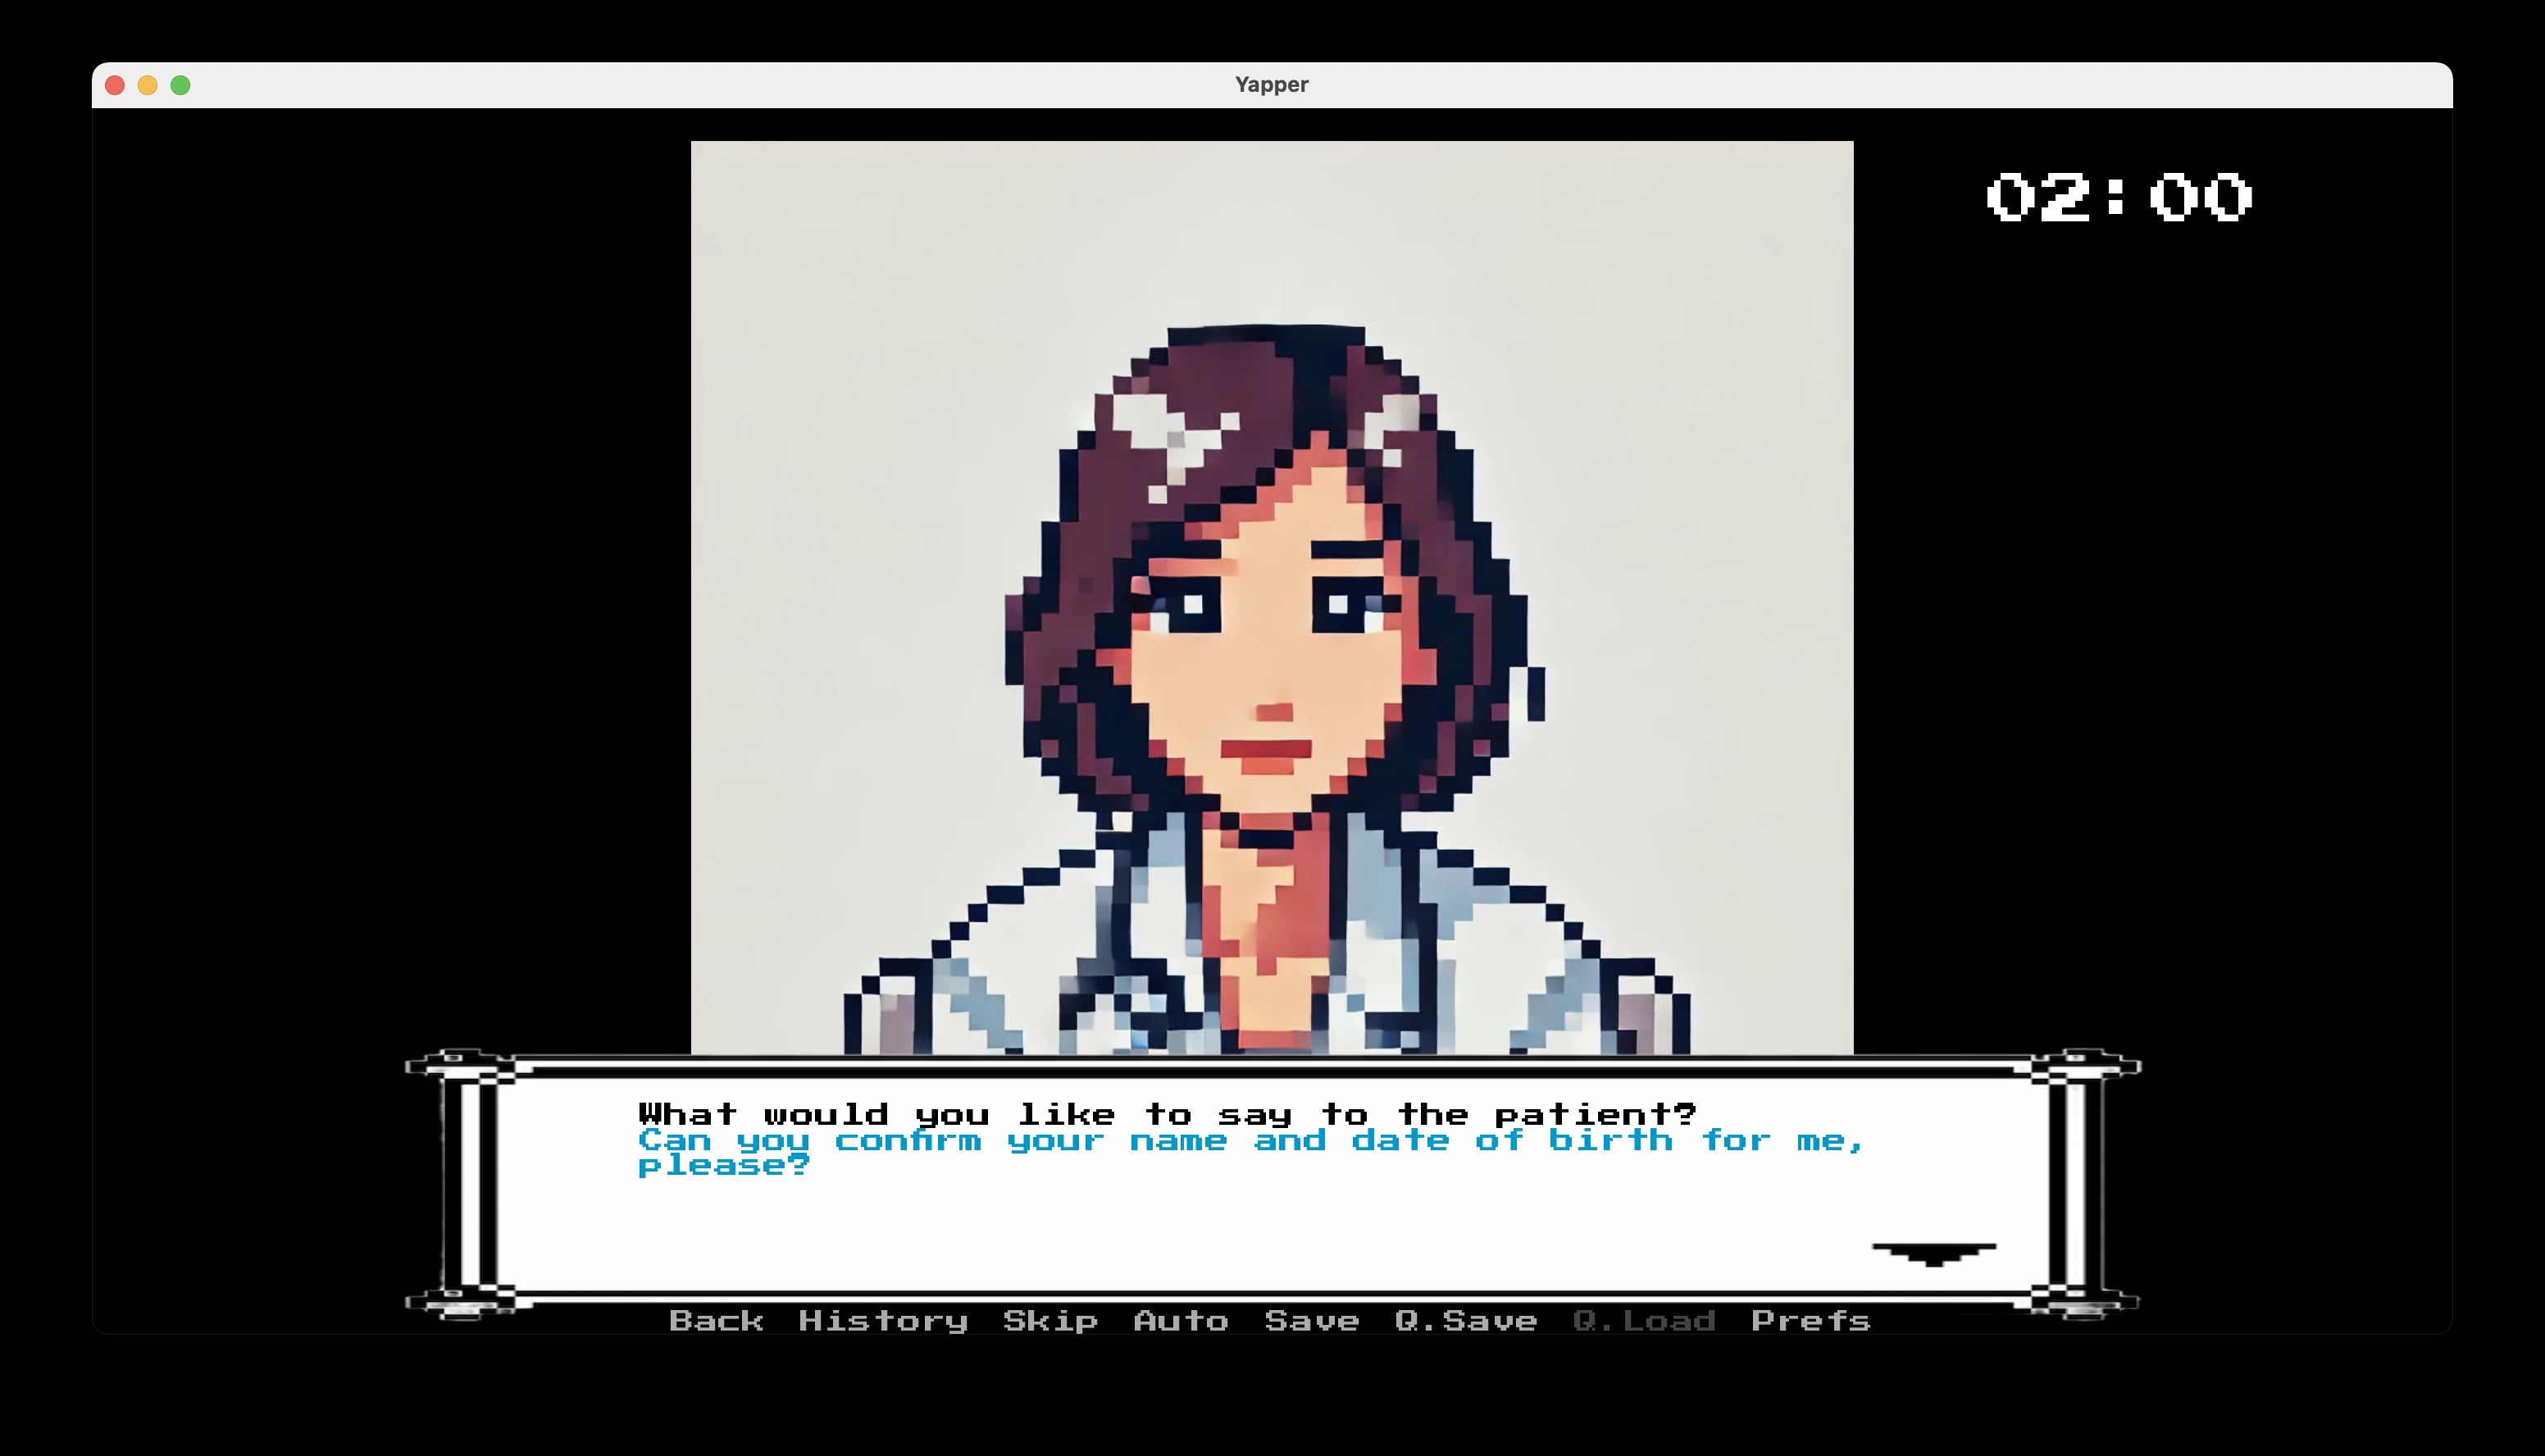 Yapper
02:00
What would you like to say to the patient?
Can you confirm your name and date of birth for me,
please?
Back History Skip Auto Save Q.Save Q.Load Prefs